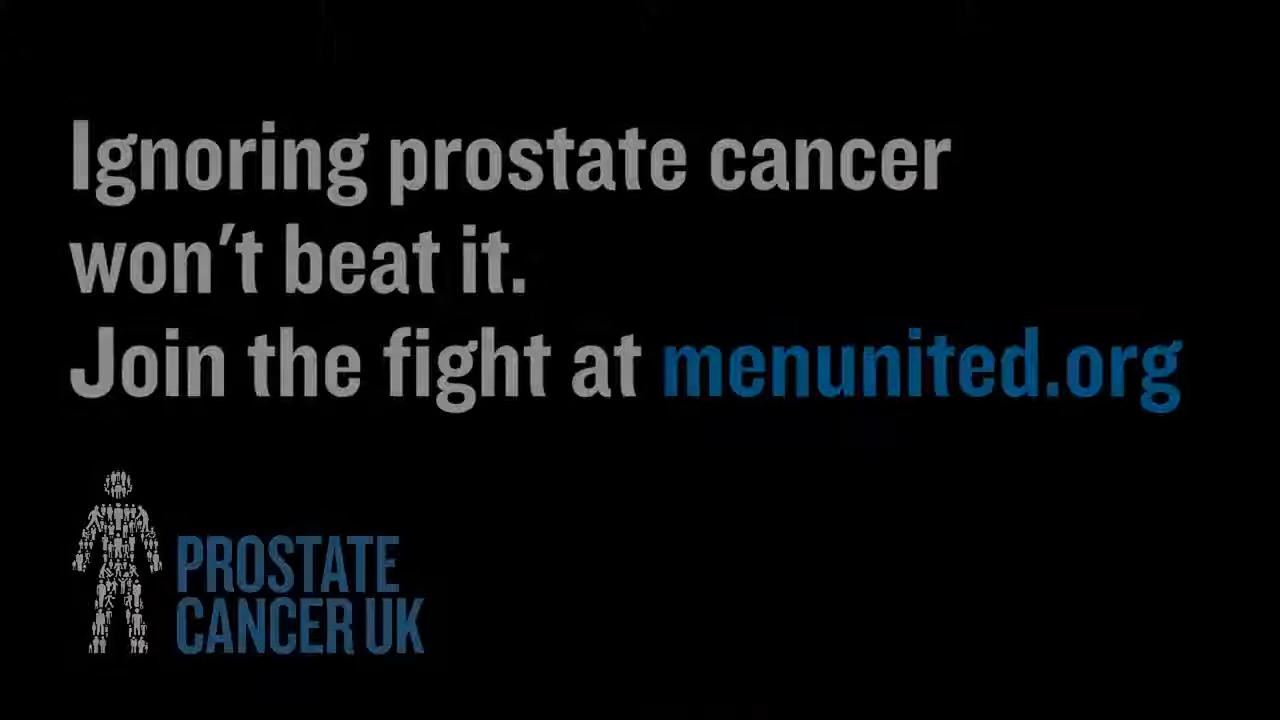 Ignoring prostate cancer
won't beat it.
Join the fight at menunited.org
PROSTATE
CANCER UK